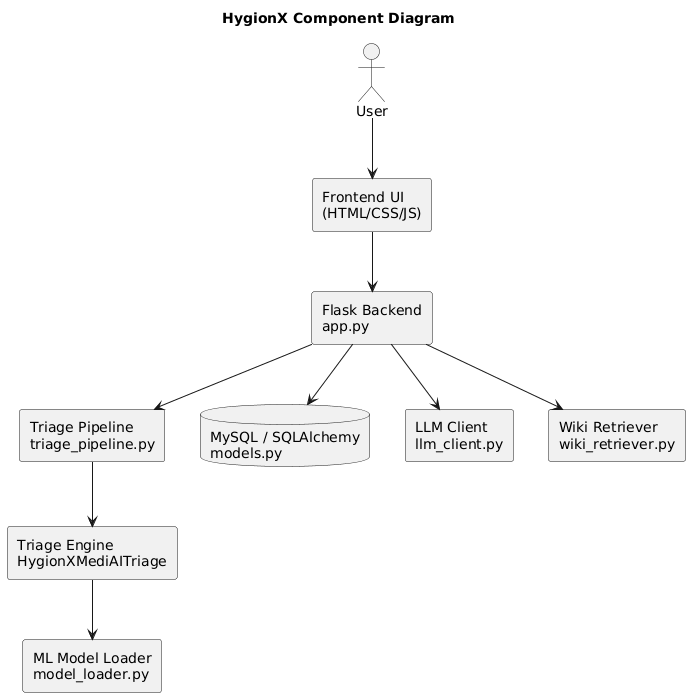 HygionX Component Diagram
User
Frontend UI
(HTML/CSS/JS)
Flask Backend
app.py
Triage Pipeline
triage_pipeline.py
MySQL / SQLAlchemy
models.py
LLM Client
llm_client.py
Wiki Retriever
wiki_retriever.py
Triage Engine
HygionXMediAITriage
ML Model Loader
model_loader.py